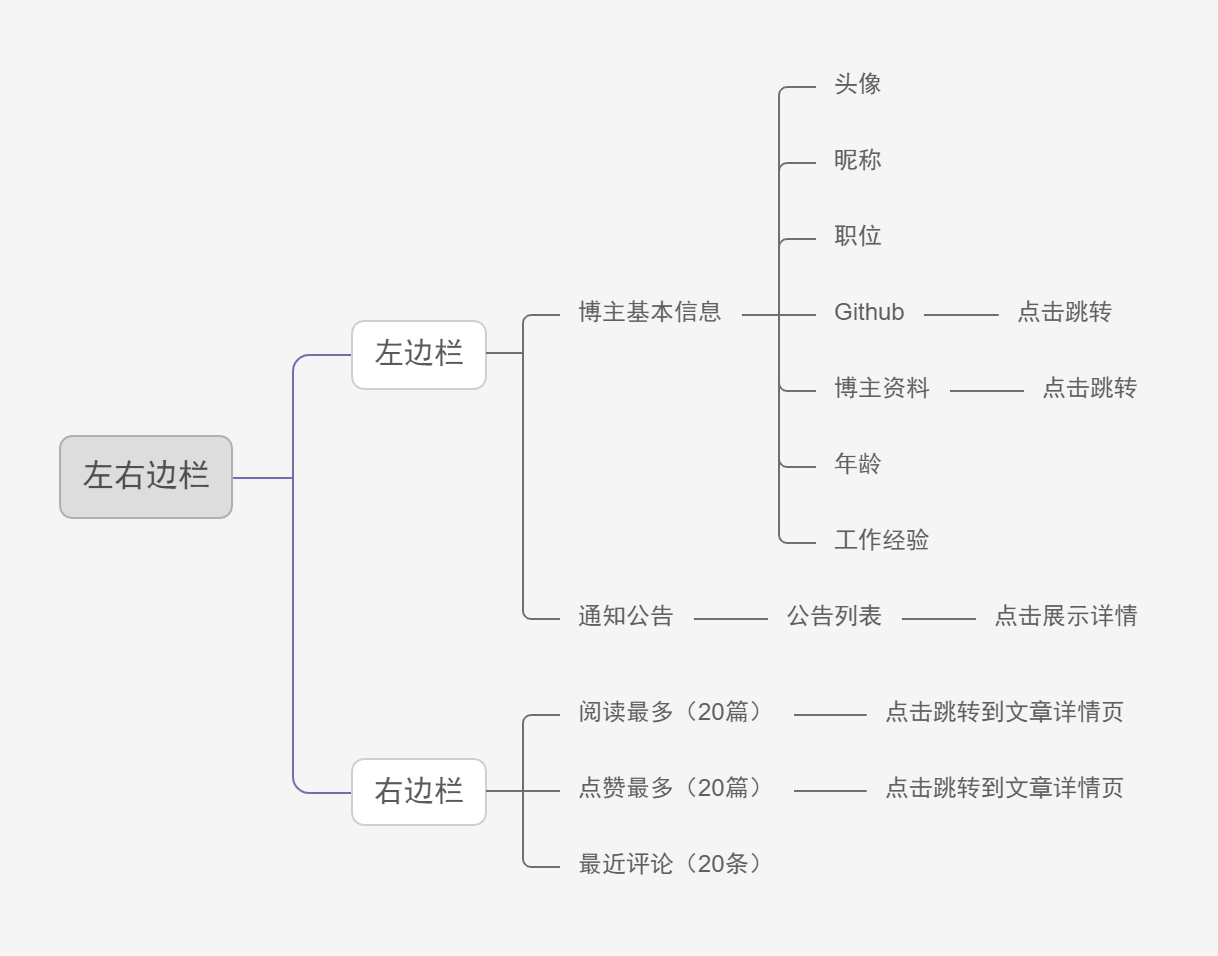 左右边栏
左边栏
博主基本信息
头像
昵称
职位
Github
点击跳转
博主资料
点击跳转
年龄
工作经验
通知公告
公告列表
点击展示详情
右边栏
阅读最多（20篇）
点击跳转到文章详情页
点赞最多（20篇）
点击跳转到文章详情页
最近评论（20条）